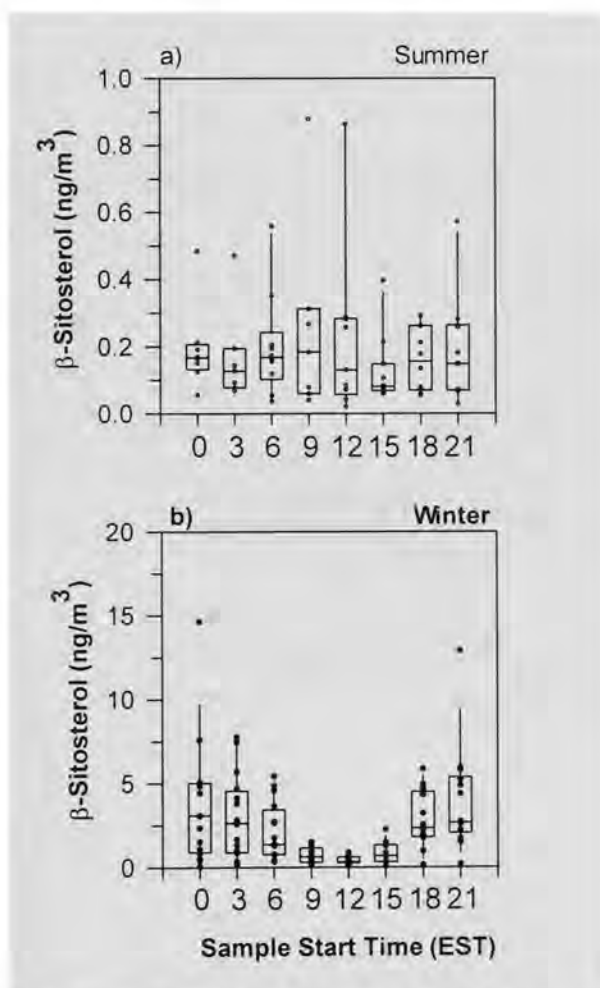 a) Summer
β-Sitosterol (ng/m³)
1.0
0.8
0.6
0.4
0.2
0.0
0 3 6 9 12 15 18 21
b) Winter
β-Sitosterol (ng/m³)
20
15
10
5
0
0 3 6 9 12 15 18 21
Sample Start Time (EST)